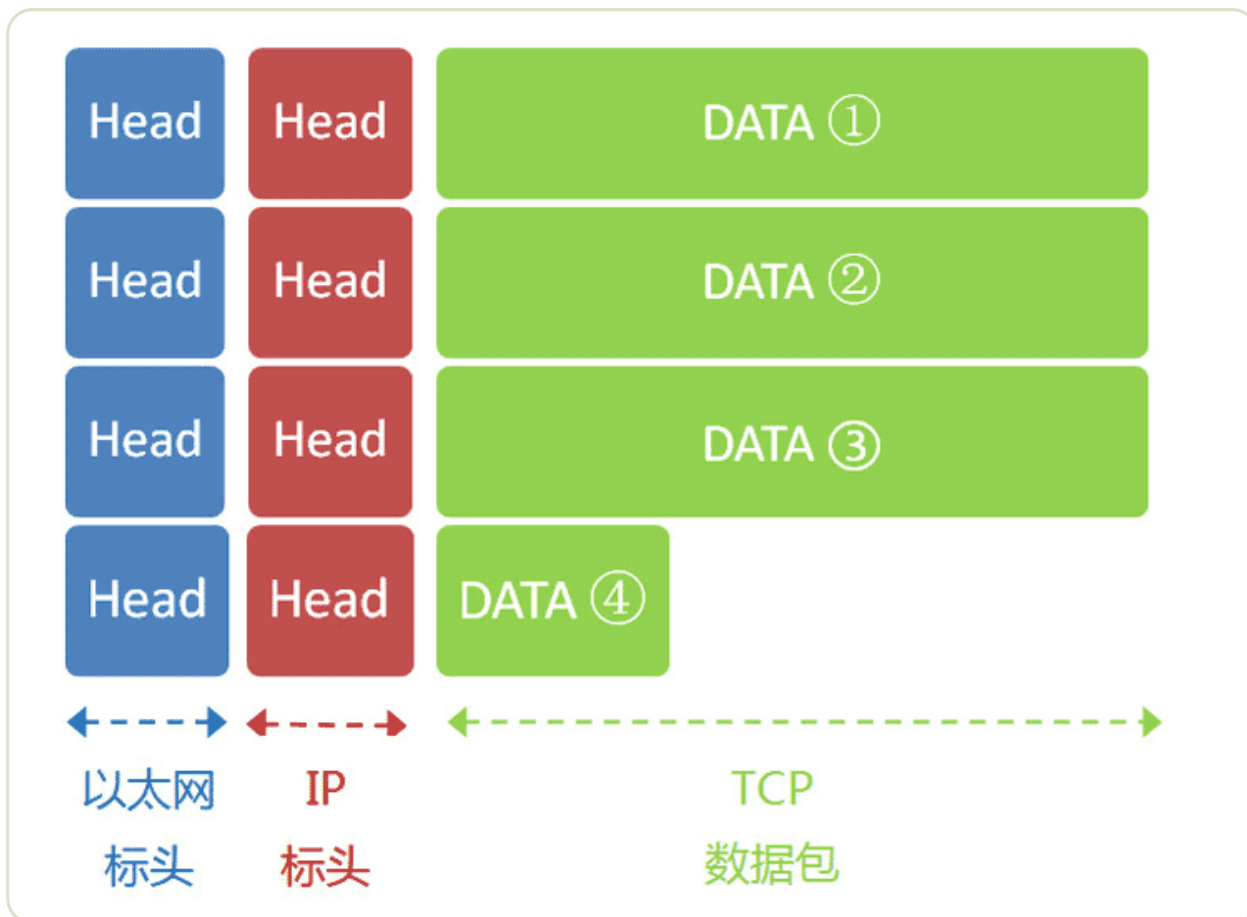 Head Head DATA ①
Head Head DATA ②
Head Head DATA ③
Head Head DATA ④
以太网 IP TCP
标头 标头 数据包